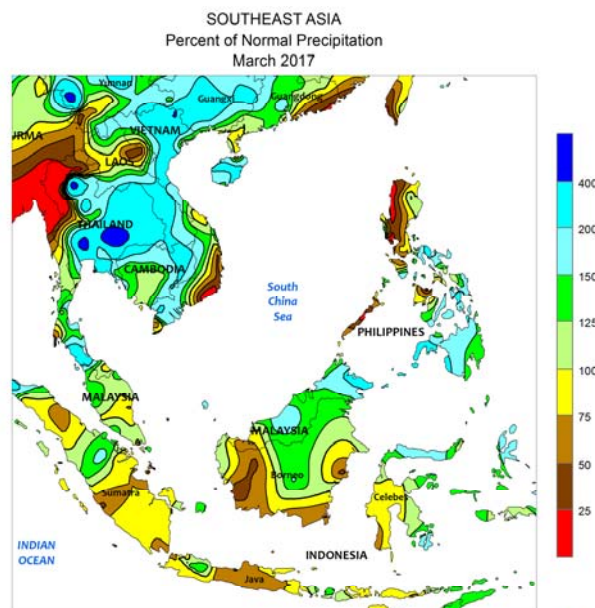 SOUTHEAST ASIA
Percent of Normal Precipitation
March 2017
Yunnan
Guangxi
Guangdong
VIETNAM
URMA
LAOS
THAILAND
CAMBODIA
South
China
Sea
PHILIPPINES
MALAYSIA
MALAYSIA
Borneo
Sumatra
Celebes
INDIAN
OCEAN
INDONESIA
Java
400
200
150
125
100
75
50
25